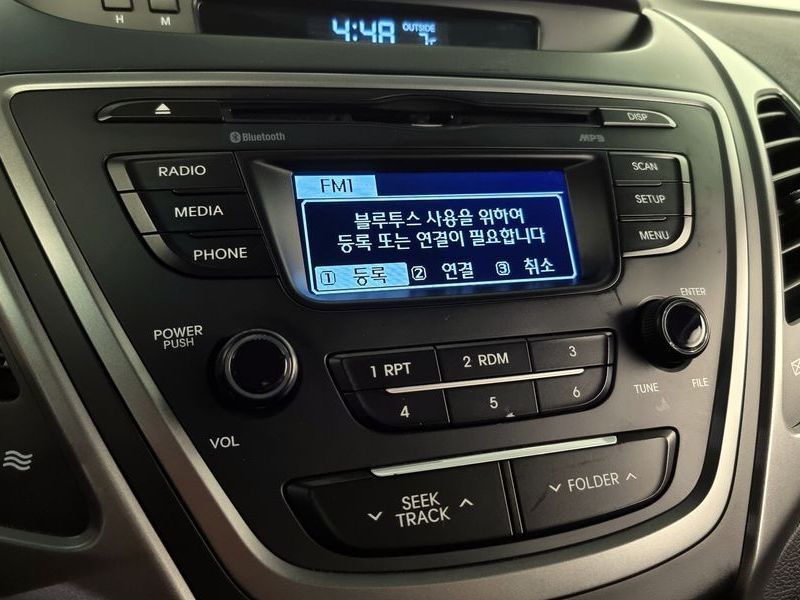 H M
4:48 OUTSIDE 7c
DISP
Bluetooth MP3
RADIO
MEDIA
PHONE
FM1
블루투스 사용을 위하여
등록 또는 연결이 필요합니다
① 등록 ② 연결 ③ 취소
SCAN
SETUP
MENU
POWER
PUSH
VOL
1 RPT 2 RDM 3
4 5 6
ENTER
TUNE FILE
SEEK
TRACK
FOLDER